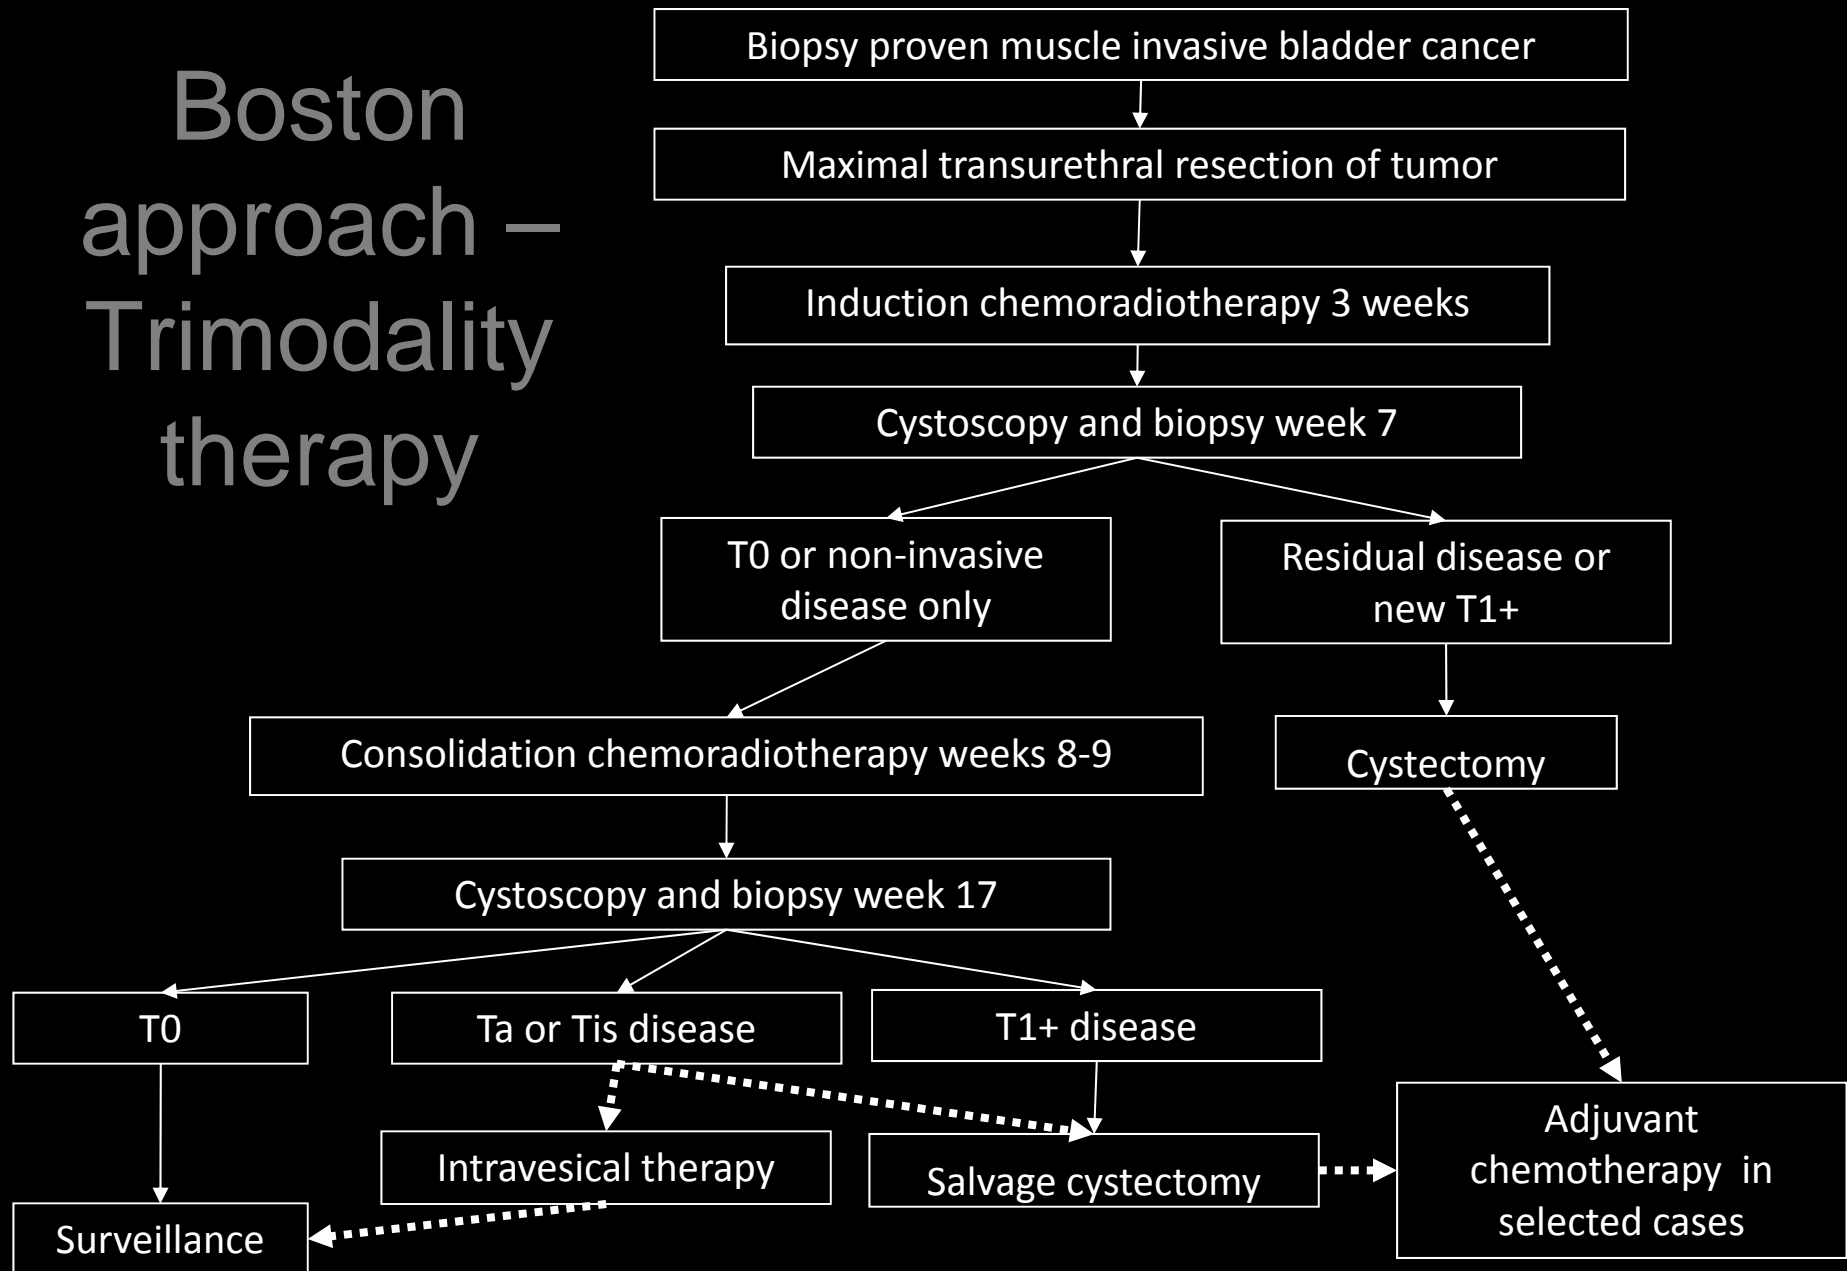 Boston
approach –
Trimodality
therapy
Biopsy proven muscle invasive bladder cancer
Maximal transurethral resection of tumor
Induction chemoradiotherapy 3 weeks
Cystoscopy and biopsy week 7
T0 or non-invasive
disease only
Residual disease or
new T1+
Consolidation chemoradiotherapy weeks 8-9
Cystectomy
Cystoscopy and biopsy week 17
T0
Ta or Tis disease
T1+ disease
Intravesical therapy
Salvage cystectomy
Adjuvant
chemotherapy in
selected cases
Surveillance